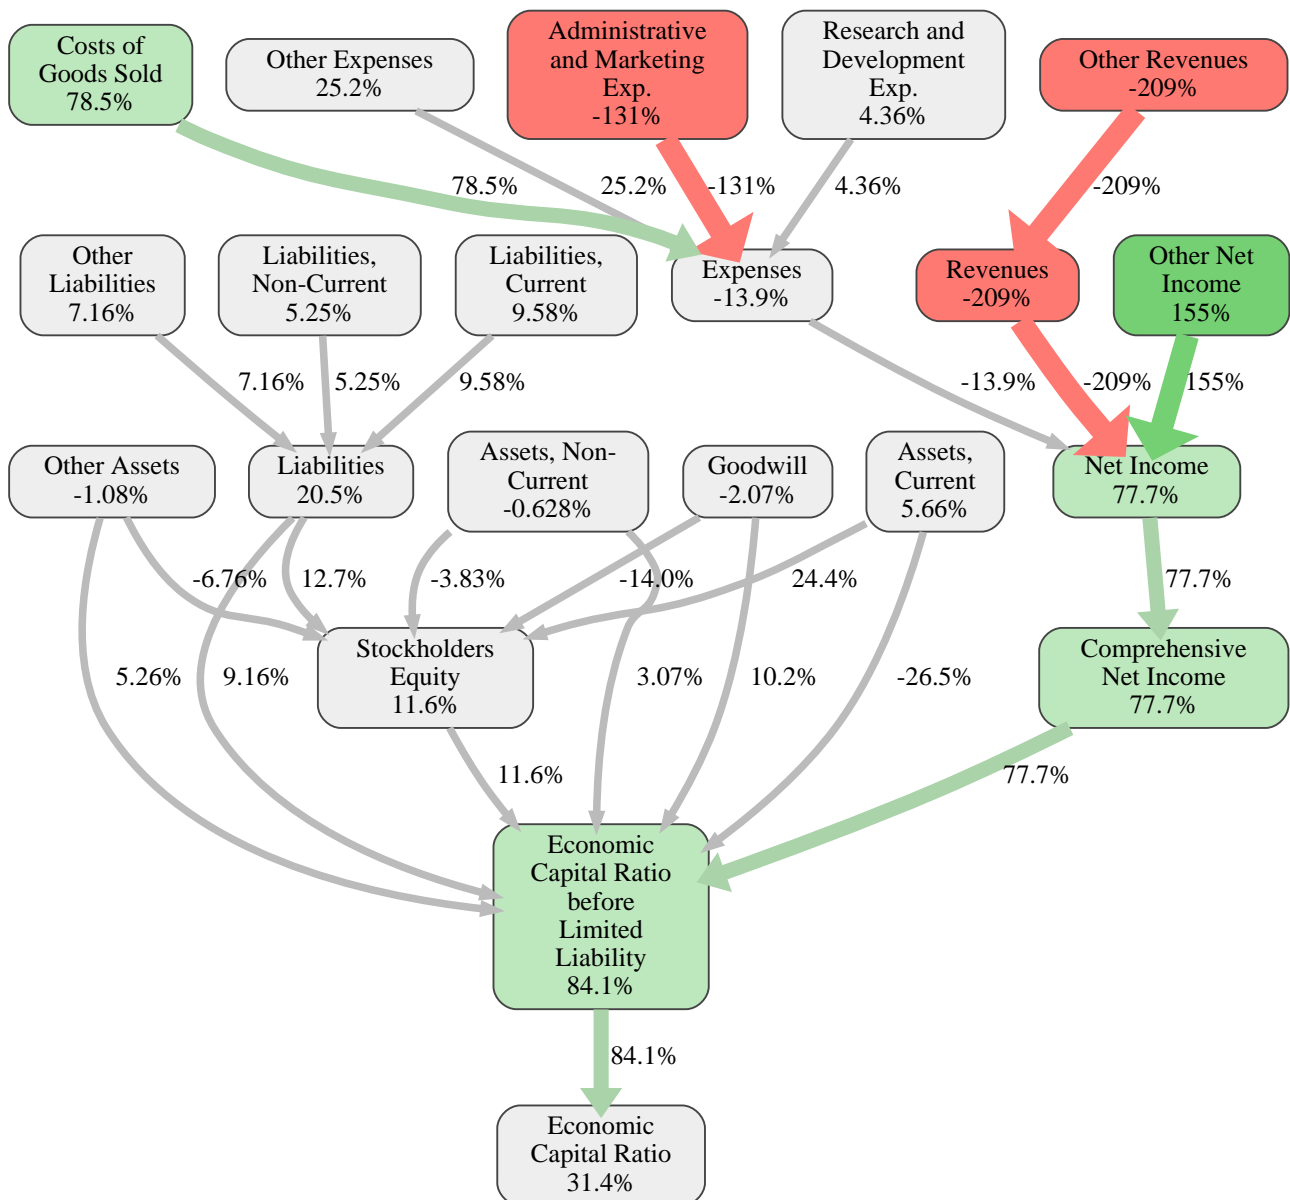 Costs of
Goods Sold
78.5%
Other Expenses
25.2%
Administrative
and Marketing
Exp.
-131%
Research and
Development
Exp.
4.36%
Other Revenues
-209%
78.5%
25.2%
-131%
4.36%
-209%
Other
Liabilities
7.16%
Liabilities,
Non-Current
5.25%
Liabilities,
Current
9.58%
Expenses
-13.9%
Revenues
-209%
Other Net
Income
155%
7.16%
5.25%
9.58%
-13.9%
-209%
155%
Other Assets
-1.08%
Liabilities
20.5%
Assets, Non-
Current
-0.628%
Goodwill
-2.07%
Assets,
Current
5.66%
Net Income
77.7%
-6.76%
12.7%
-3.83%
-14.0%
24.4%
77.7%
5.26%
9.16%
Stockholders
Equity
11.6%
3.07%
10.2%
-26.5%
Comprehensive
Net Income
77.7%
11.6%
77.7%
Economic
Capital Ratio
before
Limited
Liability
84.1%
84.1%
Economic
Capital Ratio
31.4%